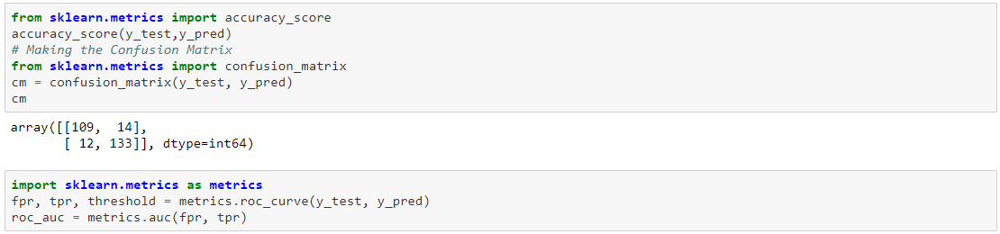 from sklearn.metrics import accuracy_score
accuracy_score(y_test,y_pred)
# Making the Confusion Matrix
from sklearn.metrics import confusion_matrix
cm = confusion_matrix(y_test, y_pred)
cm
array([[109,  14],
       [ 12, 133]], dtype=int64)
import sklearn.metrics as metrics
fpr, tpr, threshold = metrics.roc_curve(y_test, y_pred)
roc_auc = metrics.auc(fpr, tpr)